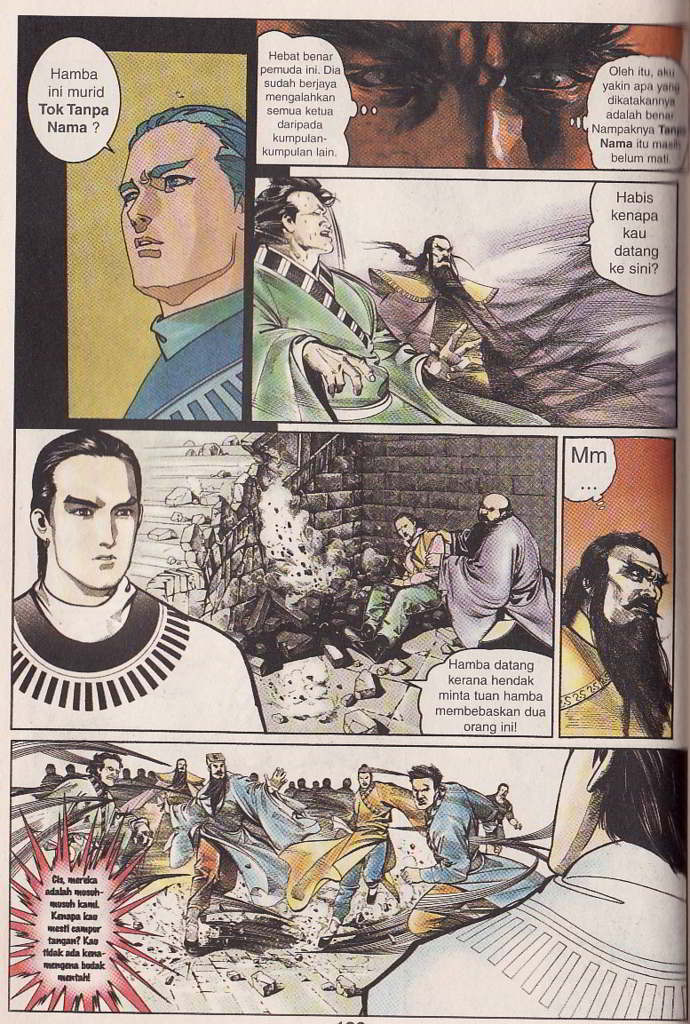 Hamba
ini murid
Tok Tanpa
Nama ?
Hebat benar
pemuda ini. Dia
sudah berjaya
mengalahkan
semua ketua
daripada
kumpulan-
kumpulan lain.
Oleh itu, aku
yakin apa yang
dikatakannya
adalah benar
Nampaknya Tanpa
Nama itu masih
belum mati.
Habis
kenapa
kau
datang
ke sini?
Mm
...
Hamba datang
kerana hendak
minta tuan hamba
membebaskan dua
orang ini!
Cis, mereka
adalah musuh-
musuh kami.
Kenapa kau
mesti campur
tangan? Kau
tidak ada kena-
mengena budak
mentah!